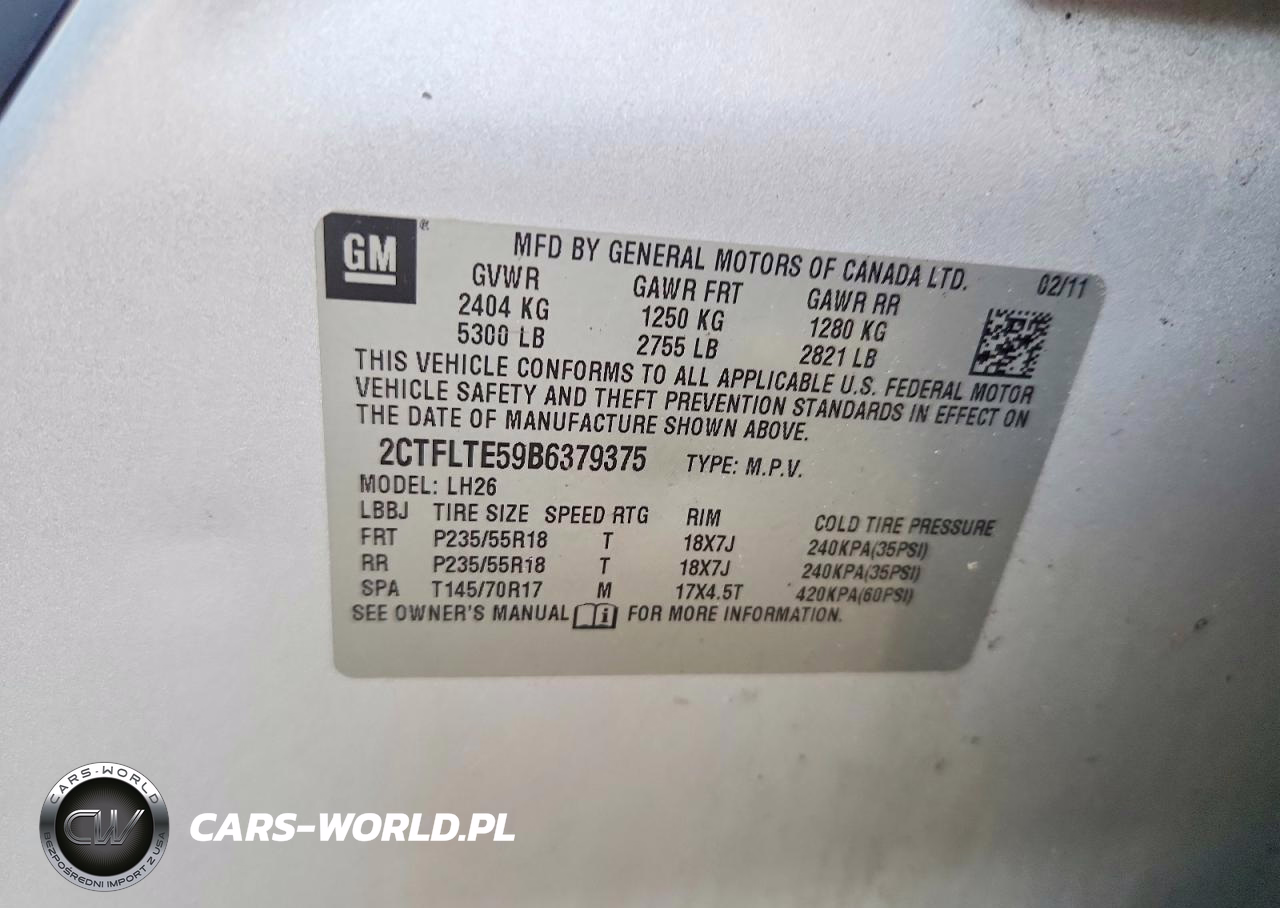 GM ®
MFD BY GENERAL MOTORS OF CANADA LTD.
02/11
GVWR GAWR FRT GAWR RR
2404 KG 1250 KG 1280 KG
5300 LB 2755 LB 2821 LB
THIS VEHICLE CONFORMS TO ALL APPLICABLE U.S. FEDERAL MOTOR
VEHICLE SAFETY AND THEFT PREVENTION STANDARDS IN EFFECT ON
THE DATE OF MANUFACTURE SHOWN ABOVE.
2CTFLTE59B6379375 TYPE: M.P.V.
MODEL: LH26
LBBJ TIRE SIZE SPEED RTG RIM COLD TIRE PRESSURE
FRT P235/55R18 T 18X7J 240KPA(35PSI)
RR P235/55R18 T 18X7J 240KPA(35PSI)
SPA T145/70R17 M 17X4.5T 420KPA(60PSI)
SEE OWNER'S MANUAL FOR MORE INFORMATION.
CARS-WORLD
CW
BEZPOŚREDNI IMPORT Z USA
CARS-WORLD.PL